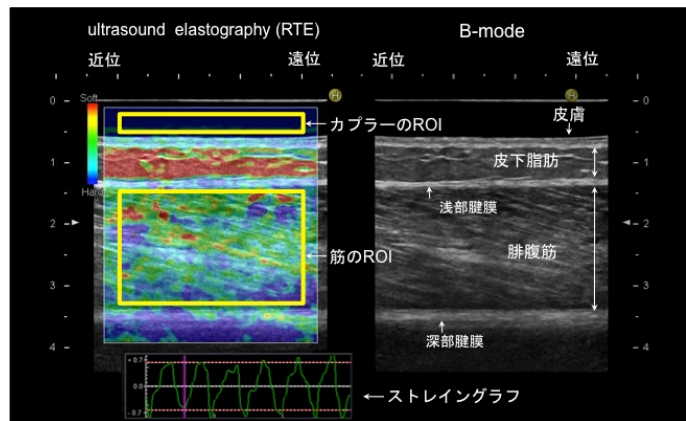 ultrasound elastography (RTE)
B-mode
近位
遠位
近位
遠位
H
H
Soft
Hard
0
1
2
3
4
0
1
2
3
4
カプラーのROI
皮膚
皮下脂肪
浅部腱膜
筋のROI
腓腹筋
深部腱膜
+0.7
0.0
-0.7
ストレイングラフ